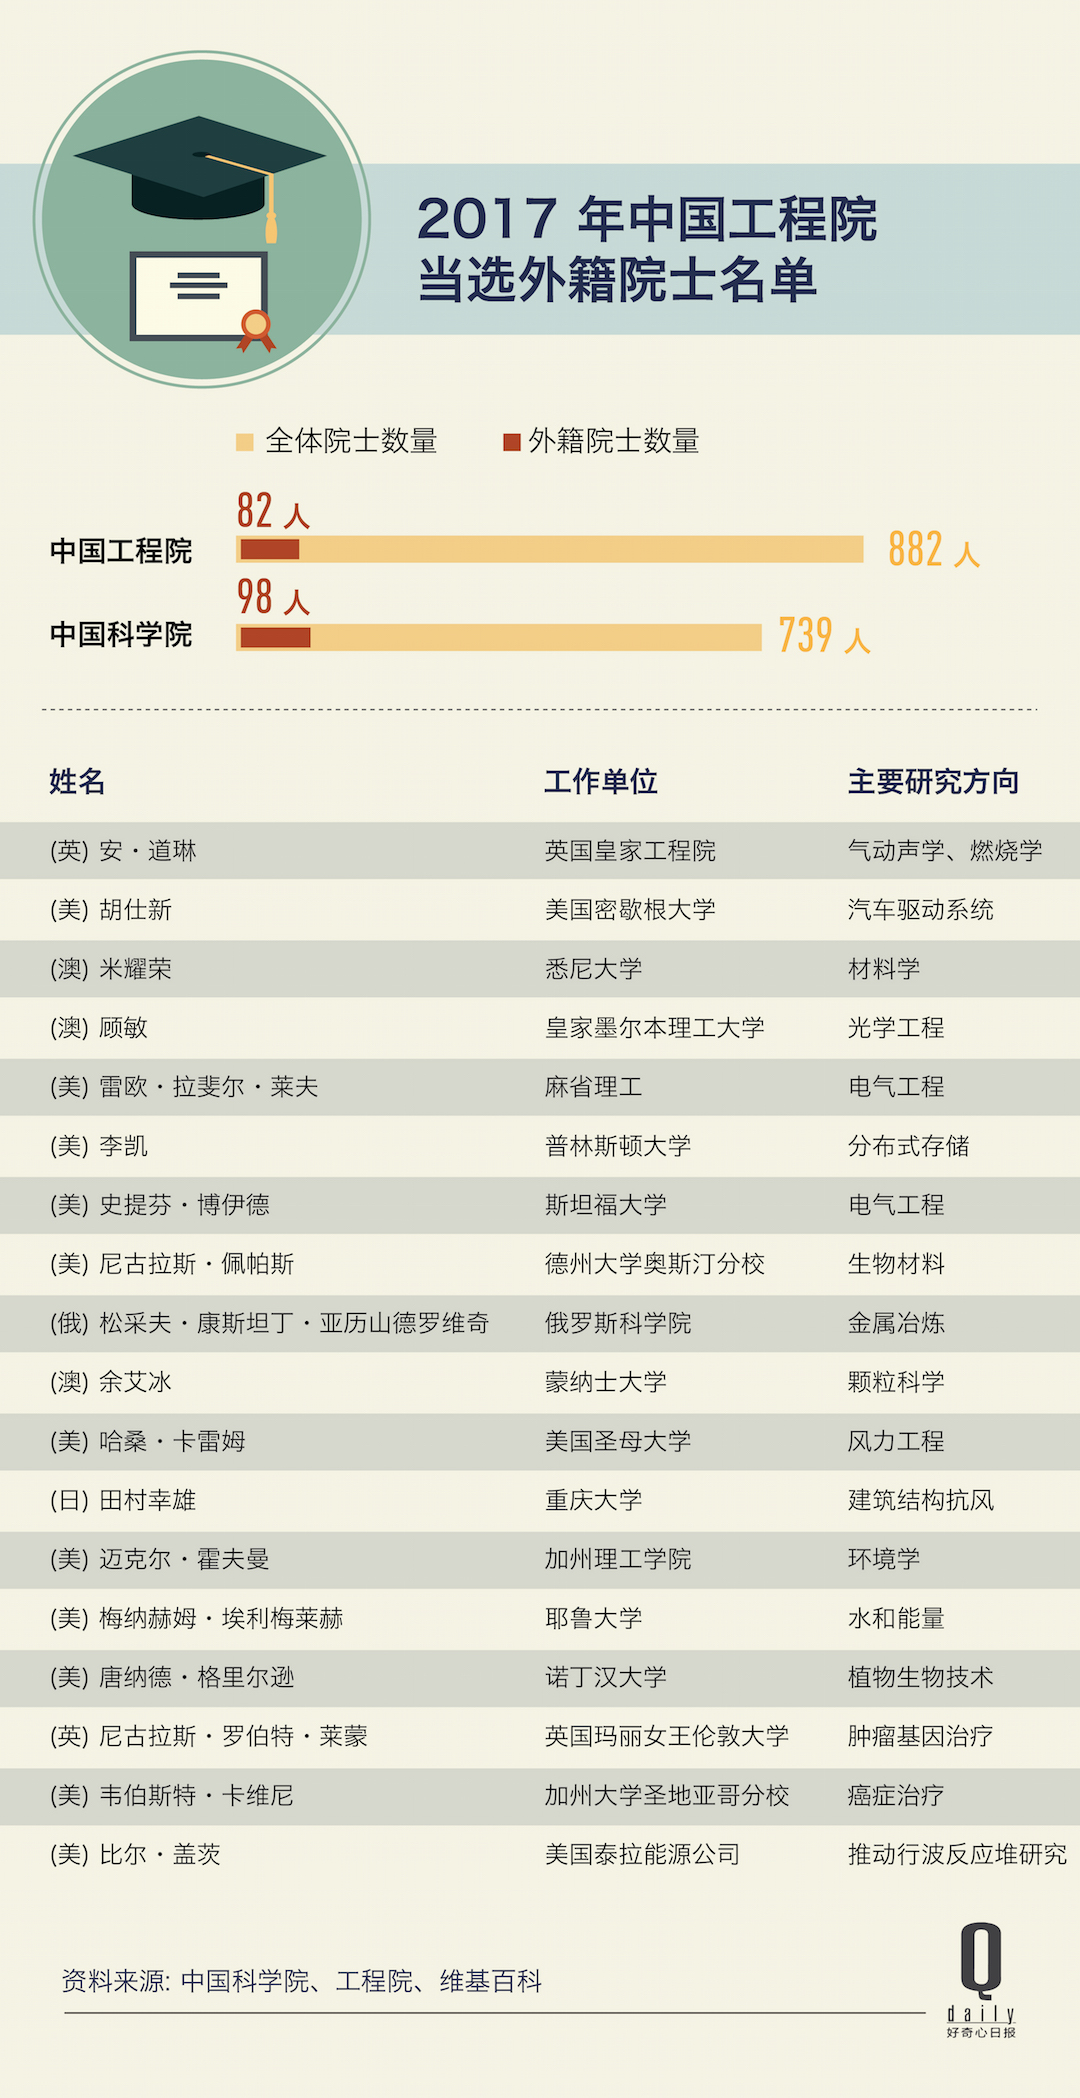 2017 年中国工程院
当选外籍院士名单
全体院士数量 外籍院士数量
82 人
中国工程院 882 人
98 人
中国科学院 739 人
姓名 工作单位 主要研究方向
(英) 安·道琳 英国皇家工程院 气动声学、燃烧学
(美) 胡仕新 美国密歇根大学 汽车驱动系统
(澳) 米耀荣 悉尼大学 材料学
(澳) 顾敏 皇家墨尔本理工大学 光学工程
(美) 雷欧·拉斐尔·莱夫 麻省理工 电气工程
(美) 李凯 普林斯顿大学 分布式存储
(美) 史提芬·博伊德 斯坦福大学 电气工程
(美) 尼古拉斯·佩帕斯 德州大学奥斯汀分校 生物材料
(俄) 松采夫·康斯坦丁·亚历山德罗维奇 俄罗斯科学院 金属冶炼
(澳) 余艾冰 蒙纳士大学 颗粒科学
(美) 哈桑·卡雷姆 美国圣母大学 风力工程
(日) 田村幸雄 重庆大学 建筑结构抗风
(美) 迈克尔·霍夫曼 加州理工学院 环境学
(美) 梅纳赫姆·埃利梅莱赫 耶鲁大学 水和能量
(美) 唐纳德·格里尔逊 诺丁汉大学 植物生物技术
(英) 尼古拉斯·罗伯特·莱蒙 英国玛丽女王伦敦大学 肿瘤基因治疗
(美) 韦伯斯特·卡维尼 加州大学圣地亚哥分校 癌症治疗
(美) 比尔·盖茨 美国泰拉能源公司 推动行波反应堆研究
资料来源: 中国科学院、工程院、维基百科
Q
daily
好奇心日报